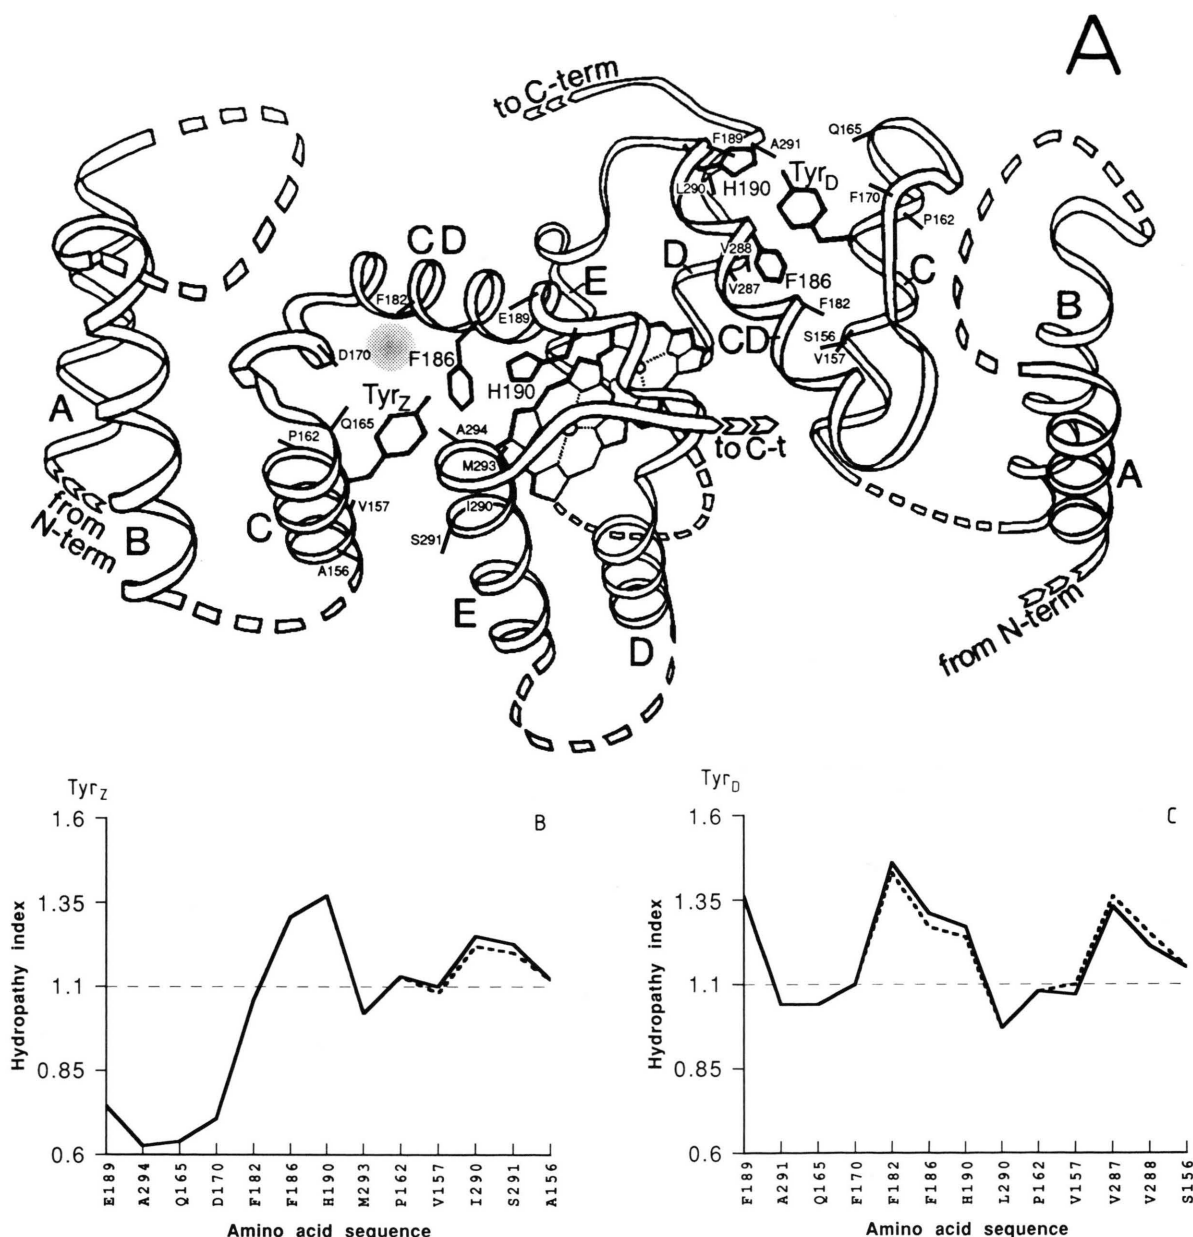 A
to C-term
F189
A291
Q165
H190
Tyr_D
L290
F170
P162
CD
E
D
V288
F186
C
V287
F182
B
F182
E189
S156
CD
V157
D170
F186
H190
A
Tyr_Z
Q165
A294
P162
M293
to C-t
A
from N-term
B
C
V157
I290
S291
A156
E
D
from N-term
Tyr_Z
B
1.6
1.35
1.1
0.85
0.6
Hydropathy index
E189 A294 Q165 D170 F182 F186 H190 M293 P162 V157 I290 S291 A156
Amino acid sequence
Tyr_D
C
1.6
1.35
1.1
0.85
0.6
Hydropathy index
F189 A291 Q165 F170 F182 F186 H190 L290 P162 V157 V287 V288 S156
Amino acid sequence